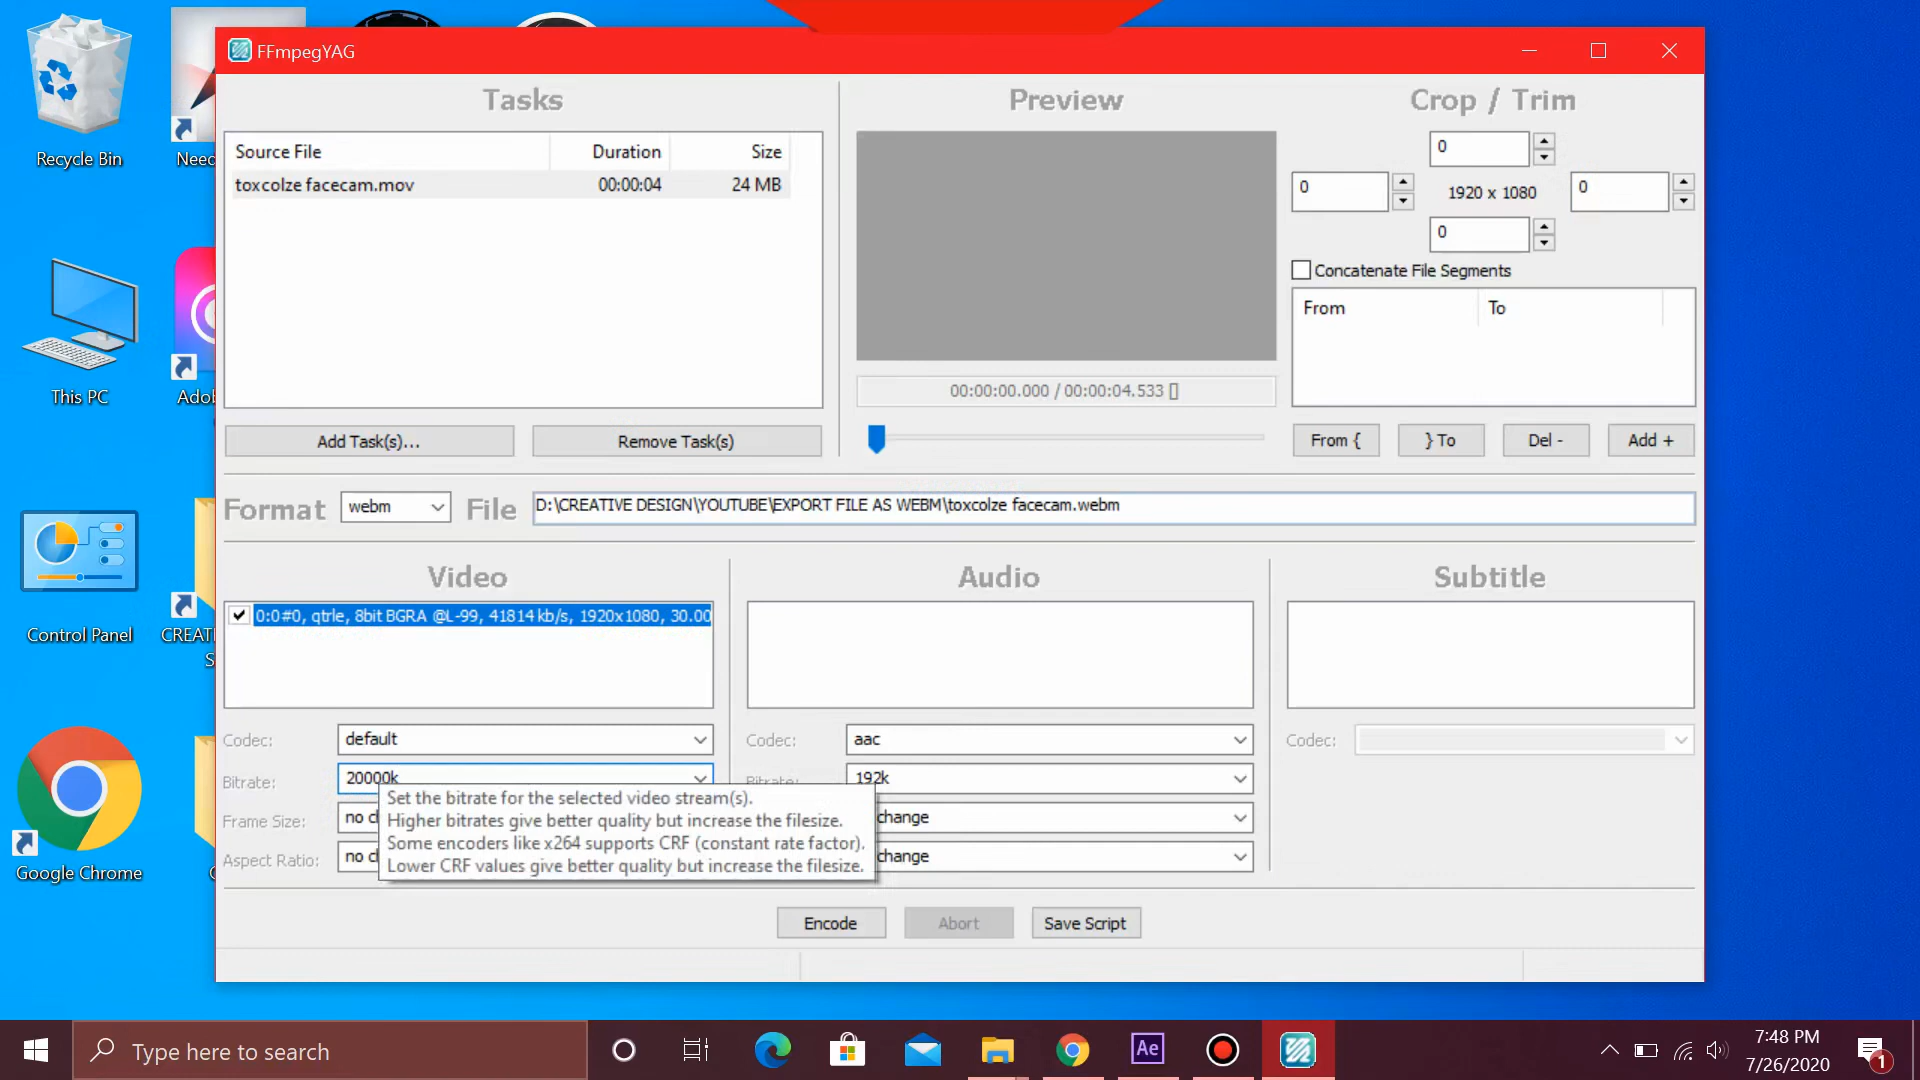 Recycle Bin
Need
This PC
Adob
Control Panel
CREAT
S
Google Chrome
FFmpegYAG
Tasks
Source File Duration Size
toxcolze facecam.mov 00:00:04 24 MB
Add Task(s)... Remove Task(s)
Preview
00:00:00.000 / 00:00:04.533 []
Crop / Trim
0
0 1920 x 1080 0
0
Concatenate File Segments
From To
From { } To Del - Add +
Format webm File D:\CREATIVE DESIGN\YOUTUBE\EXPORT FILE AS WEBM\toxcolze facecam.webm
Video
0:0#0, qtrle, 8bit BGRA @L-99, 41814 kb/s, 1920x1080, 30.00
Codec: default
Bitrate: 20000k
Frame Size: no ch
Aspect Ratio: no ch
Set the bitrate for the selected video stream(s).
Higher bitrates give better quality but increase the filesize.
Some encoders like x264 supports CRF (constant rate factor).
Lower CRF values give better quality but increase the filesize.
Audio
Codec: aac
Bitrate: 192k
change
change
Subtitle
Codec:
Encode Abort Save Script
Type here to search
Ae
7:48 PM
7/26/2020
1